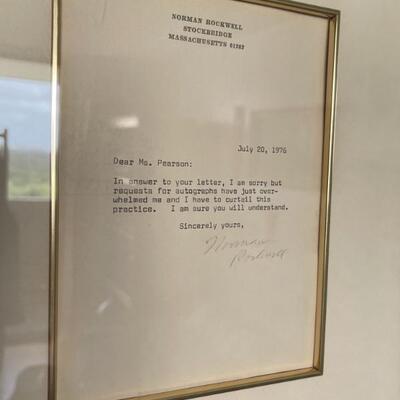 NORMAN ROCKWELL
STOCKBRIDGE
MASSACHUSETTS 01262
July 20, 1976
Dear Ms. Pearson:
In answer to your letter, I am sorry but
requests for autographs have just over-
whelmed me and I have to curtail this
practice. I am sure you will understand.
Sincerely yours,
Norman
Rockwell